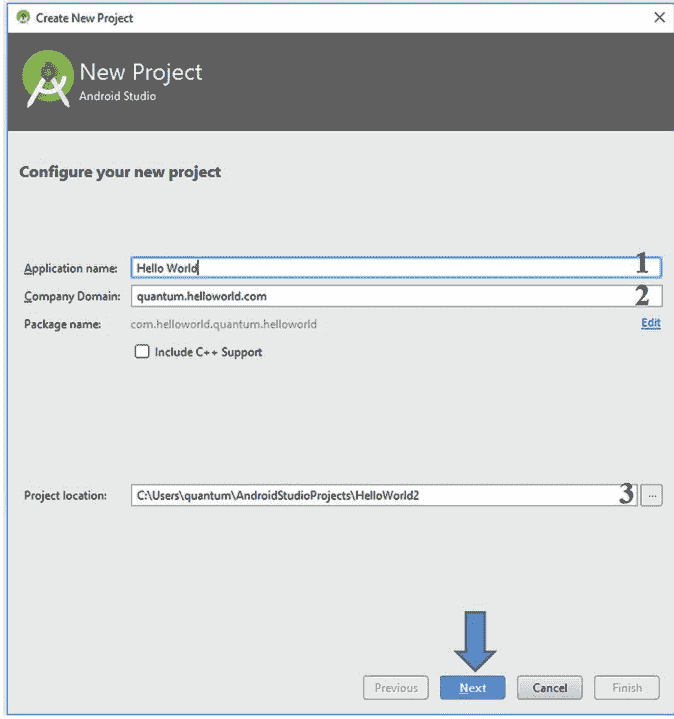 Create New Project
New Project
Android Studio
Configure your new project
Application name: Hello World 1
Company Domain: quantum.helloworld.com 2
Package name: com.helloworld.quantum.helloworld Edit
Include C++ Support
Project location: C:\Users\quantum\AndroidStudioProjects\HelloWorld2 3 ...
Previous Next Cancel Finish